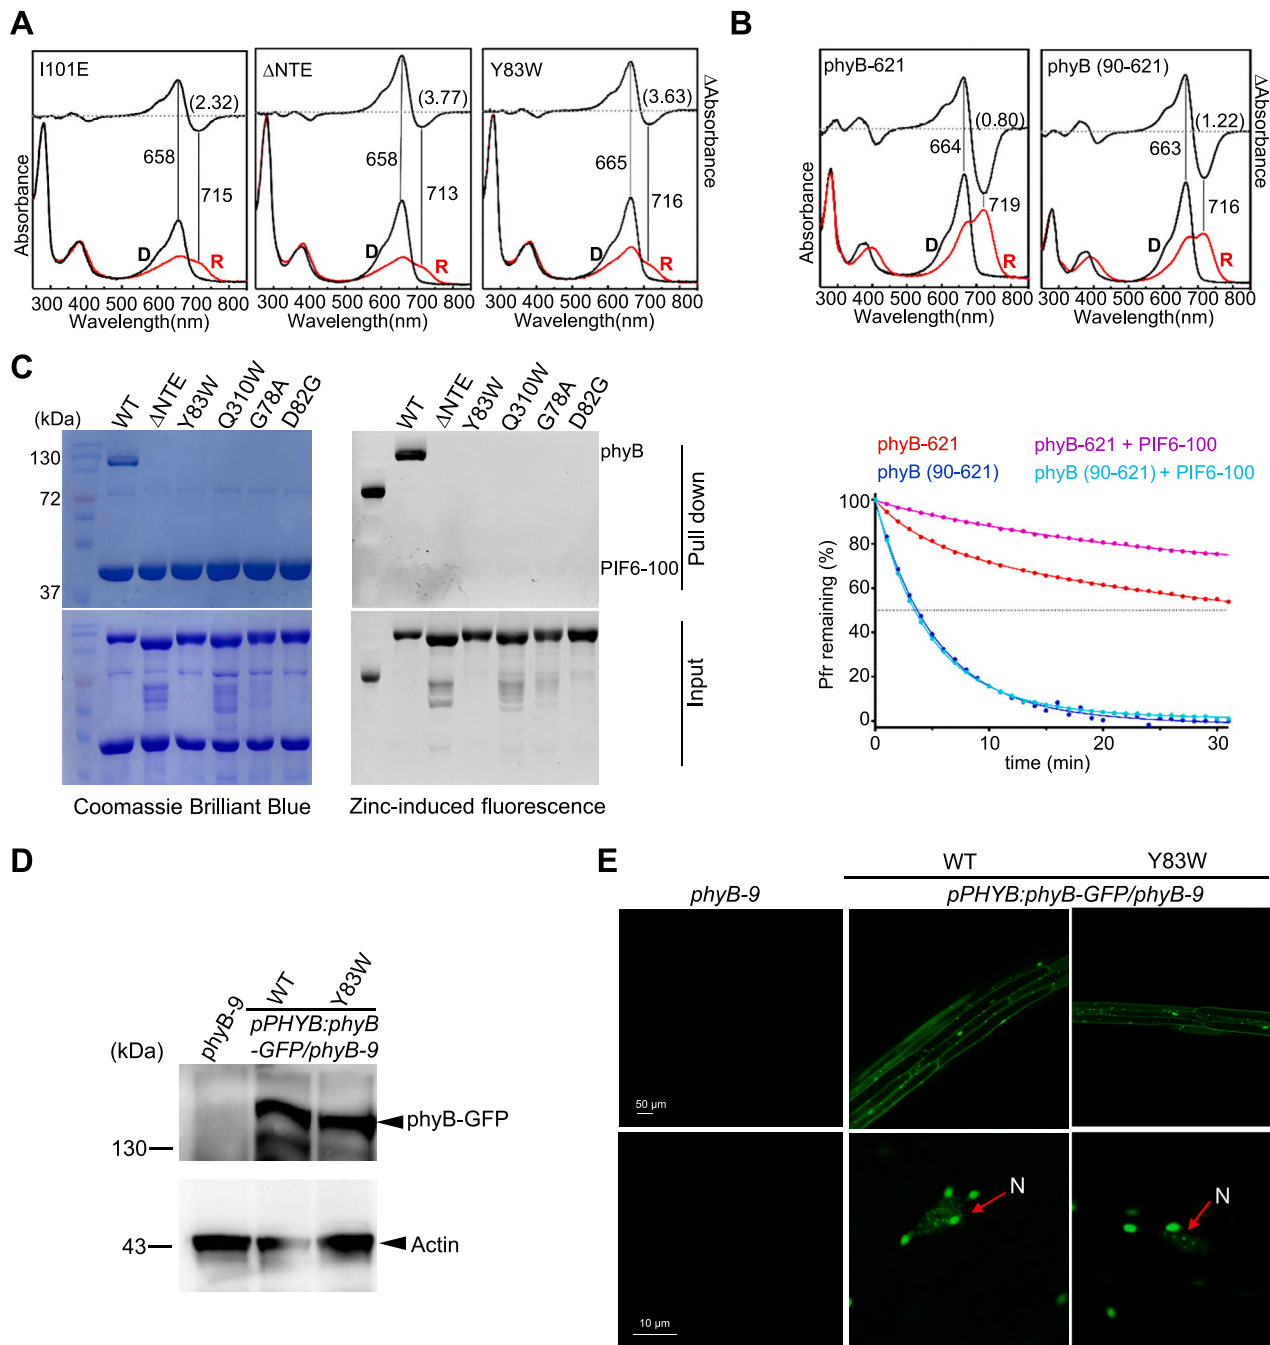 A
I101E
(2.32)
658
715
D
R
Absorbance
300 400 500 600 700 800
Wavelength(nm)
ΔNTE
(3.77)
658
713
D
R
300 400 500 600 700 800
Wavelength(nm)
Y83W
(3.63)
665
716
D
R
ΔAbsorbance
300 400 500 600 700 800
Wavelength(nm)
B
phyB-621
(0.80)
664
719
D
Absorbance
300 400 500 600 700 800
Wavelength(nm)
phyB (90-621)
(1.22)
663
716
R
ΔAbsorbance
300 400 500 600 700 800
Wavelength(nm)
C
(kDa)
WT
ΔNTE
Y83W
Q310W
G78A
D82G
130
72
37
WT
ΔNTE
Y83W
Q310W
G78A
D82G
phyB
PIF6-100
Pull down
Input
Coomassie Brilliant Blue
Zinc-induced fluorescence
phyB-621
phyB-621 + PIF6-100
phyB (90-621)
phyB (90-621) + PIF6-100
Pfr remaining (%)
100
80
60
40
20
0
0 10 20 30
time (min)
D
(kDa)
phyB-9
WT
Y83W
pPHYB:phyB
-GFP/phyB-9
130
phyB-GFP
43
Actin
E
WT
Y83W
phyB-9
pPHYB:phyB-GFP/phyB-9
50 µm
N
N
10 µm